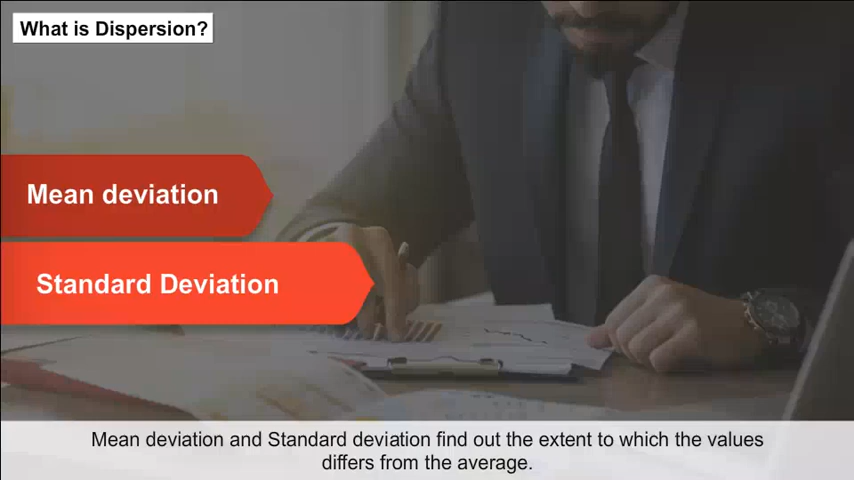 What is Dispersion?
Mean deviation
Standard Deviation
Mean deviation and Standard deviation find out the extent to which the values
differs from the average.